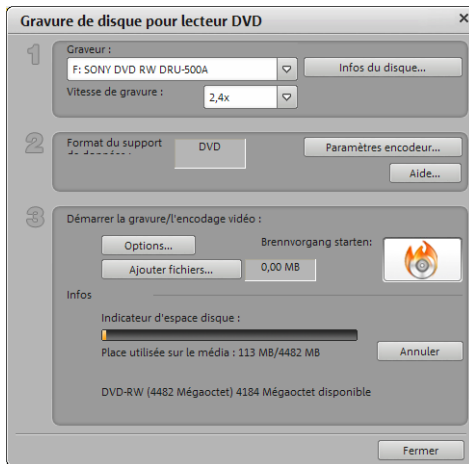 Gravure de disque pour lecteur DVD
1
Graveur :
F: SONY DVD RW DRU-500A
Infos du disque...
Vitesse de gravure :
2,4x
2
Format du support
de données :
DVD
Paramètres encodeur...
Aide...
3
Démarrer la gravure/l'encodage vidéo :
Options...
Brennvorgang starten:
Ajouter fichiers...
0,00 MB
Infos
Indicateur d'espace disque :
Place utilisée sur le média : 113 MB/4482 MB
Annuler
DVD-RW (4482 Mégaoctet) 4184 Mégaoctet disponible
Fermer